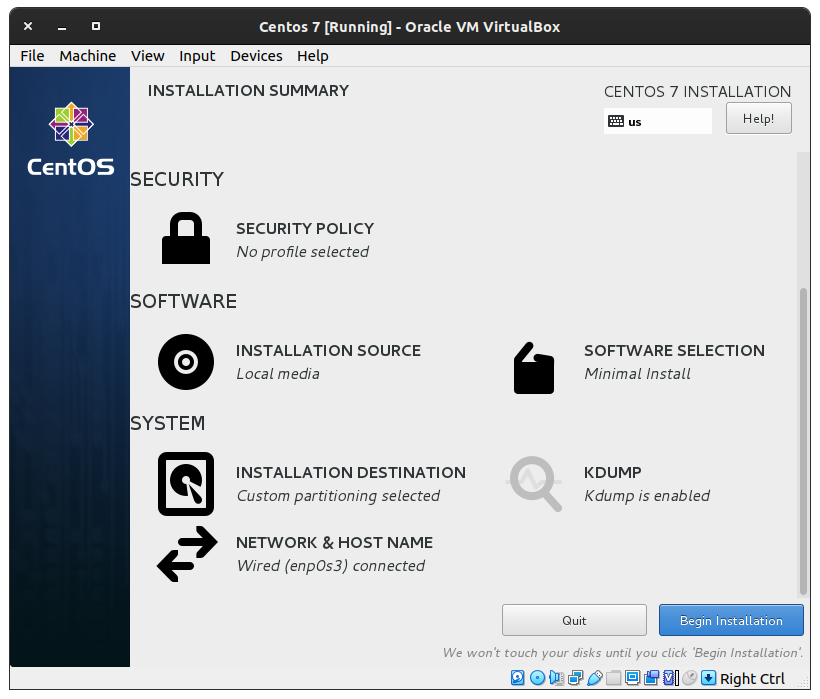 Centos 7 [Running] - Oracle VM VirtualBox
File Machine View Input Devices Help
CentOS
INSTALLATION SUMMARY
CENTOS 7 INSTALLATION
us
Help!
SECURITY
SECURITY POLICY
No profile selected
SOFTWARE
INSTALLATION SOURCE
Local media
SOFTWARE SELECTION
Minimal Install
SYSTEM
INSTALLATION DESTINATION
Custom partitioning selected
KDUMP
Kdump is enabled
NETWORK & HOST NAME
Wired (enp0s3) connected
Quit
Begin Installation
We won't touch your disks until you click 'Begin Installation'.
Right Ctrl